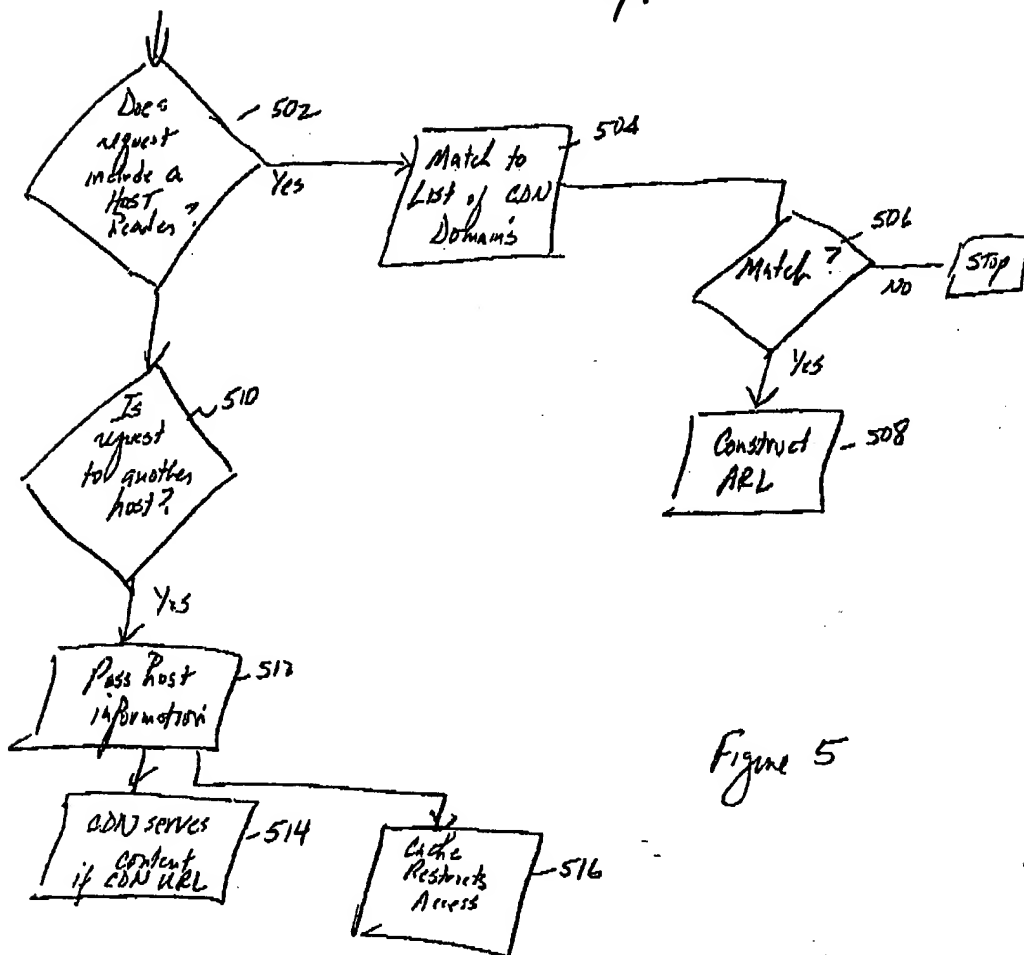 Does
request
include a
HOST
header?
502
Yes
Match to
List of CDN
Domains
504
Match?
506
No
STOP
Yes
Construct
ARL
508
Is
request
to another
host?
510
Yes
Pass host
information
512
CDN serves
content
if CDN URL
514
Cache
Restricts
Access
516
Figure 5